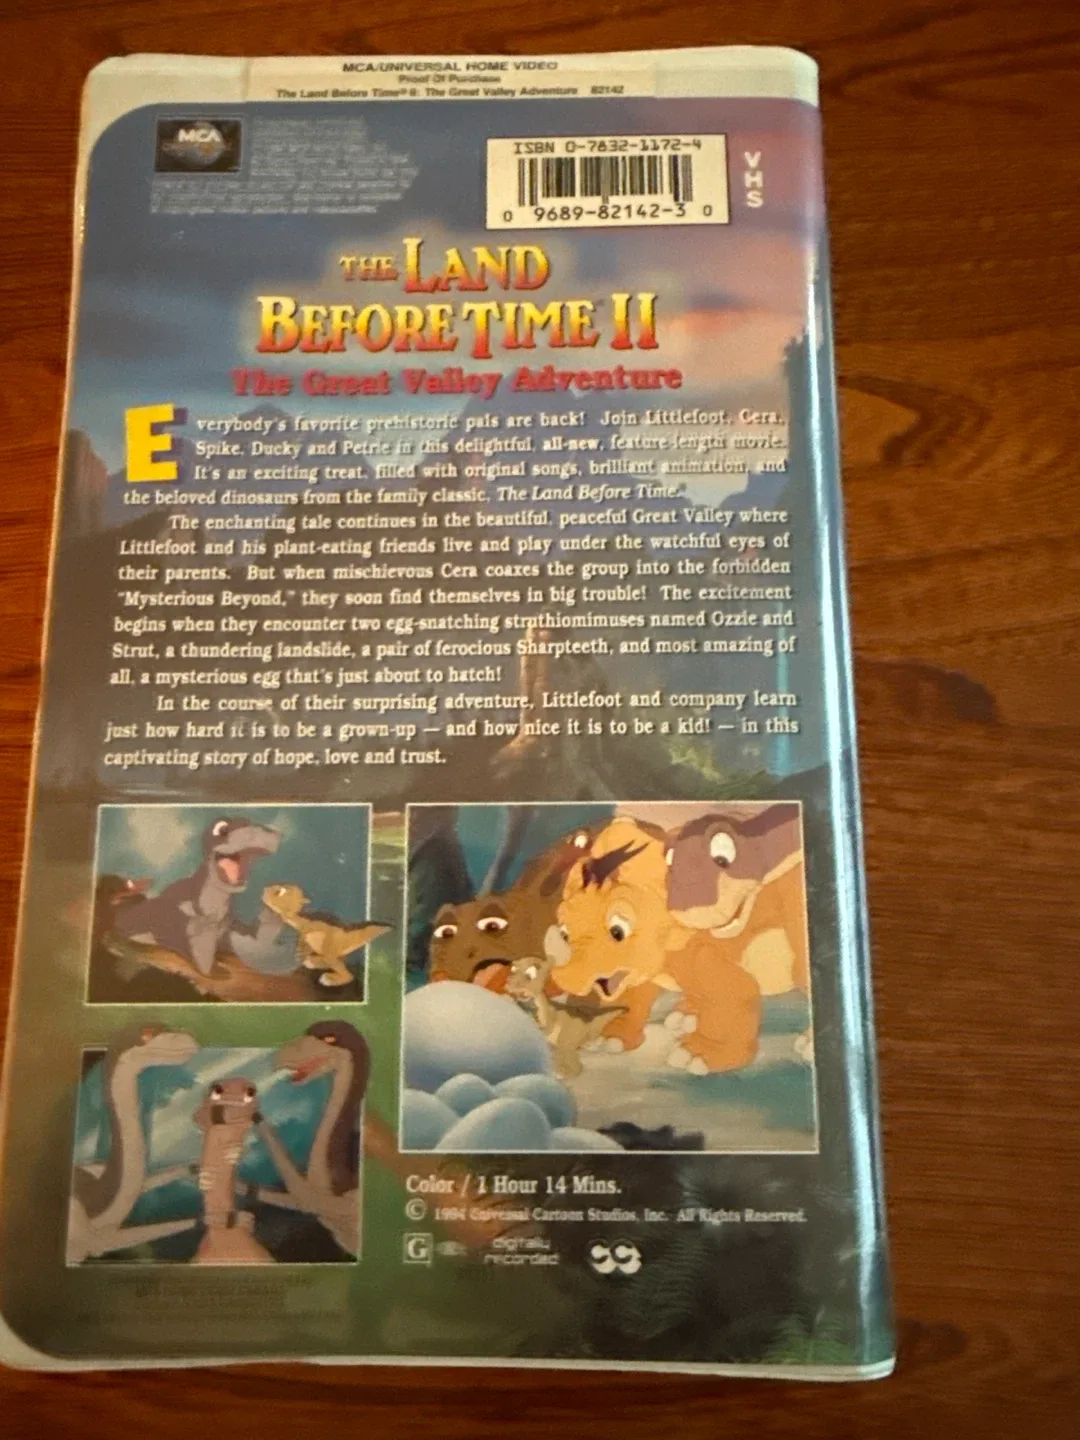 MCA/UNIVERSAL HOME VIDEO
Proof Of Purchase
The Land Before Time® II: The Great Valley Adventure 82142
MCA
ISBN 0-7832-1172-4
0 9689-82142-3 0
VHS
THE LAND
BEFORE TIME II
The Great Valley Adventure
Everybody's favorite prehistoric pals are back! Join Littlefoot, Cera,
Spike, Ducky and Petrie in this delightful, all-new, feature-length movie.
It's an exciting treat, filled with original songs, brilliant animation, and
the beloved dinosaurs from the family classic, The Land Before Time.
The enchanting tale continues in the beautiful, peaceful Great Valley where
Littlefoot and his plant-eating friends live and play under the watchful eyes of
their parents. But when mischievous Cera coaxes the group into the forbidden
"Mysterious Beyond," they soon find themselves in big trouble! The excitement
begins when they encounter two egg-snatching struthiomimuses named Ozzie and
Strut, a thundering landslide, a pair of ferocious Sharpteeth, and most amazing of
all, a mysterious egg that's just about to hatch!
In the course of their surprising adventure, Littlefoot and company learn
just how hard it is to be a grown-up — and how nice it is to be a kid! — in this
captivating story of hope, love and trust.
Color / 1 Hour 14 Mins.
© 1994 Universal Cartoon Studios, Inc. All Rights Reserved.
G
digitally
recorded
CC